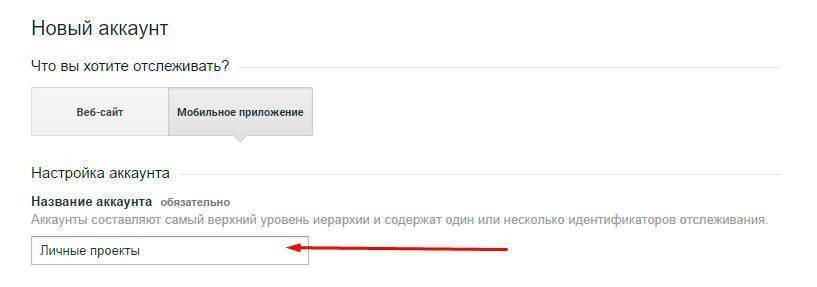 Новый аккаунт
Что вы хотите отслеживать?
Веб-сайт
Мобильное приложение
Настройка аккаунта
Название аккаунта обязательно
Аккаунты составляют самый верхний уровень иерархии и содержат один или несколько идентификаторов отслеживания.
Личные проекты